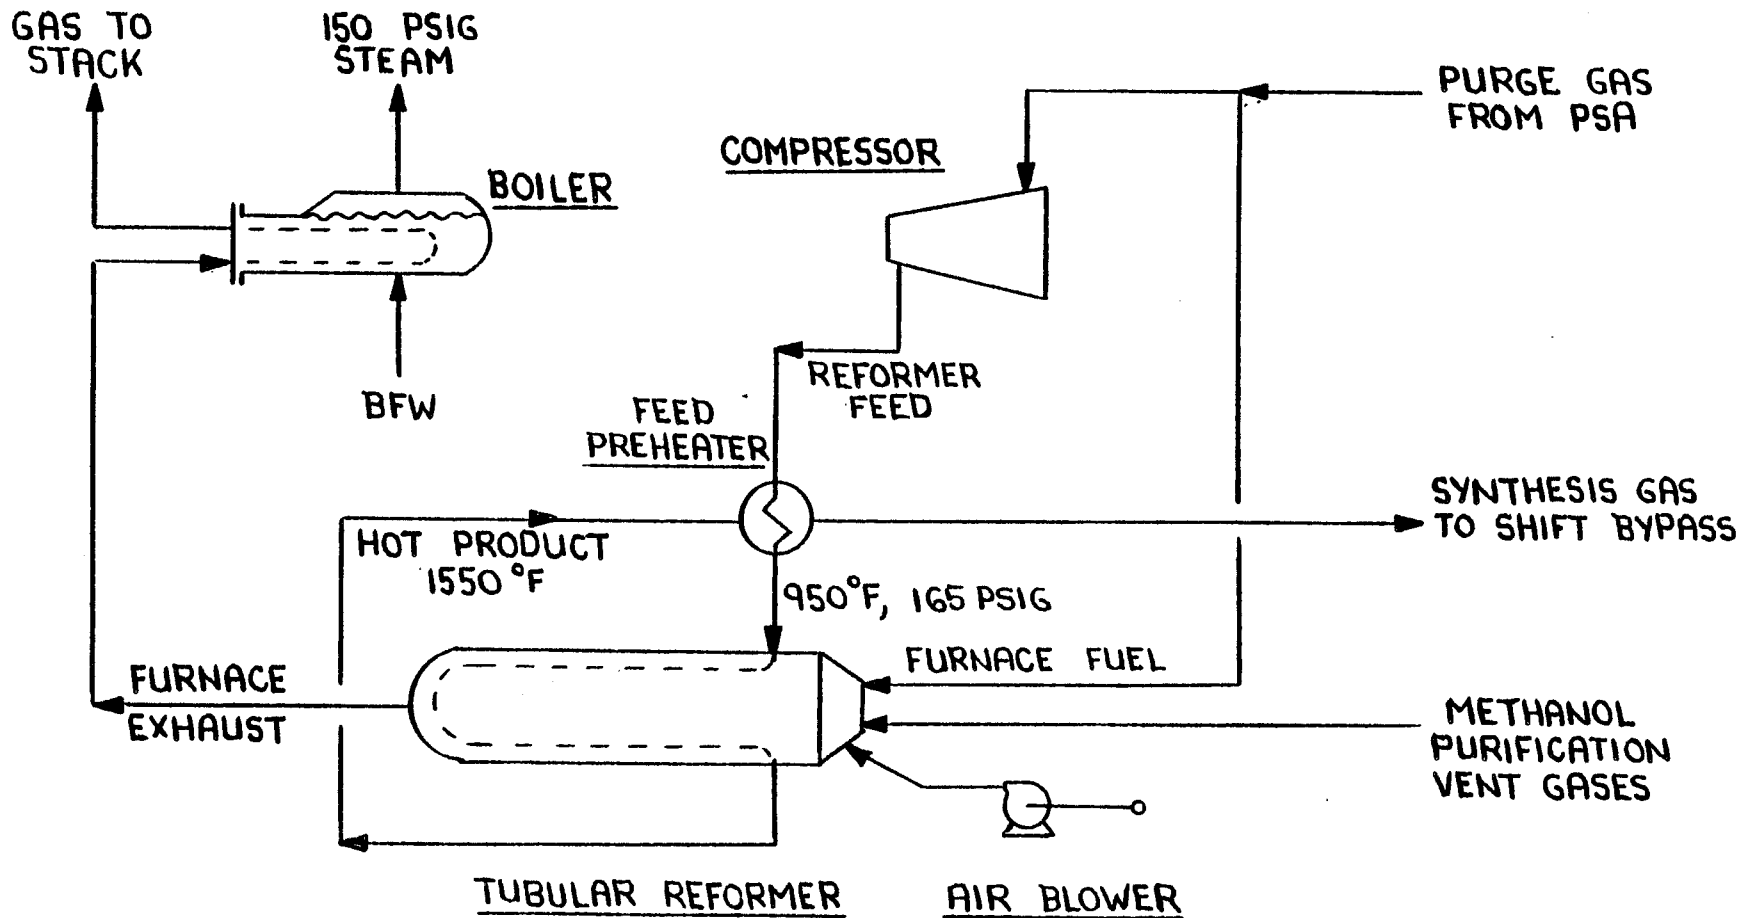 GAS TO
STACK
150 PSIG
STEAM
PURGE GAS
FROM PSA
COMPRESSOR
BOILER
BFW
REFORMER
FEED
FEED
PREHEATER
SYNTHESIS GAS
TO SHIFT BYPASS
HOT PRODUCT
1550 °F
950°F, 165 PSIG
FURNACE
EXHAUST
FURNACE FUEL
METHANOL
PURIFICATION
VENT GASES
TUBULAR REFORMER
AIR BLOWER